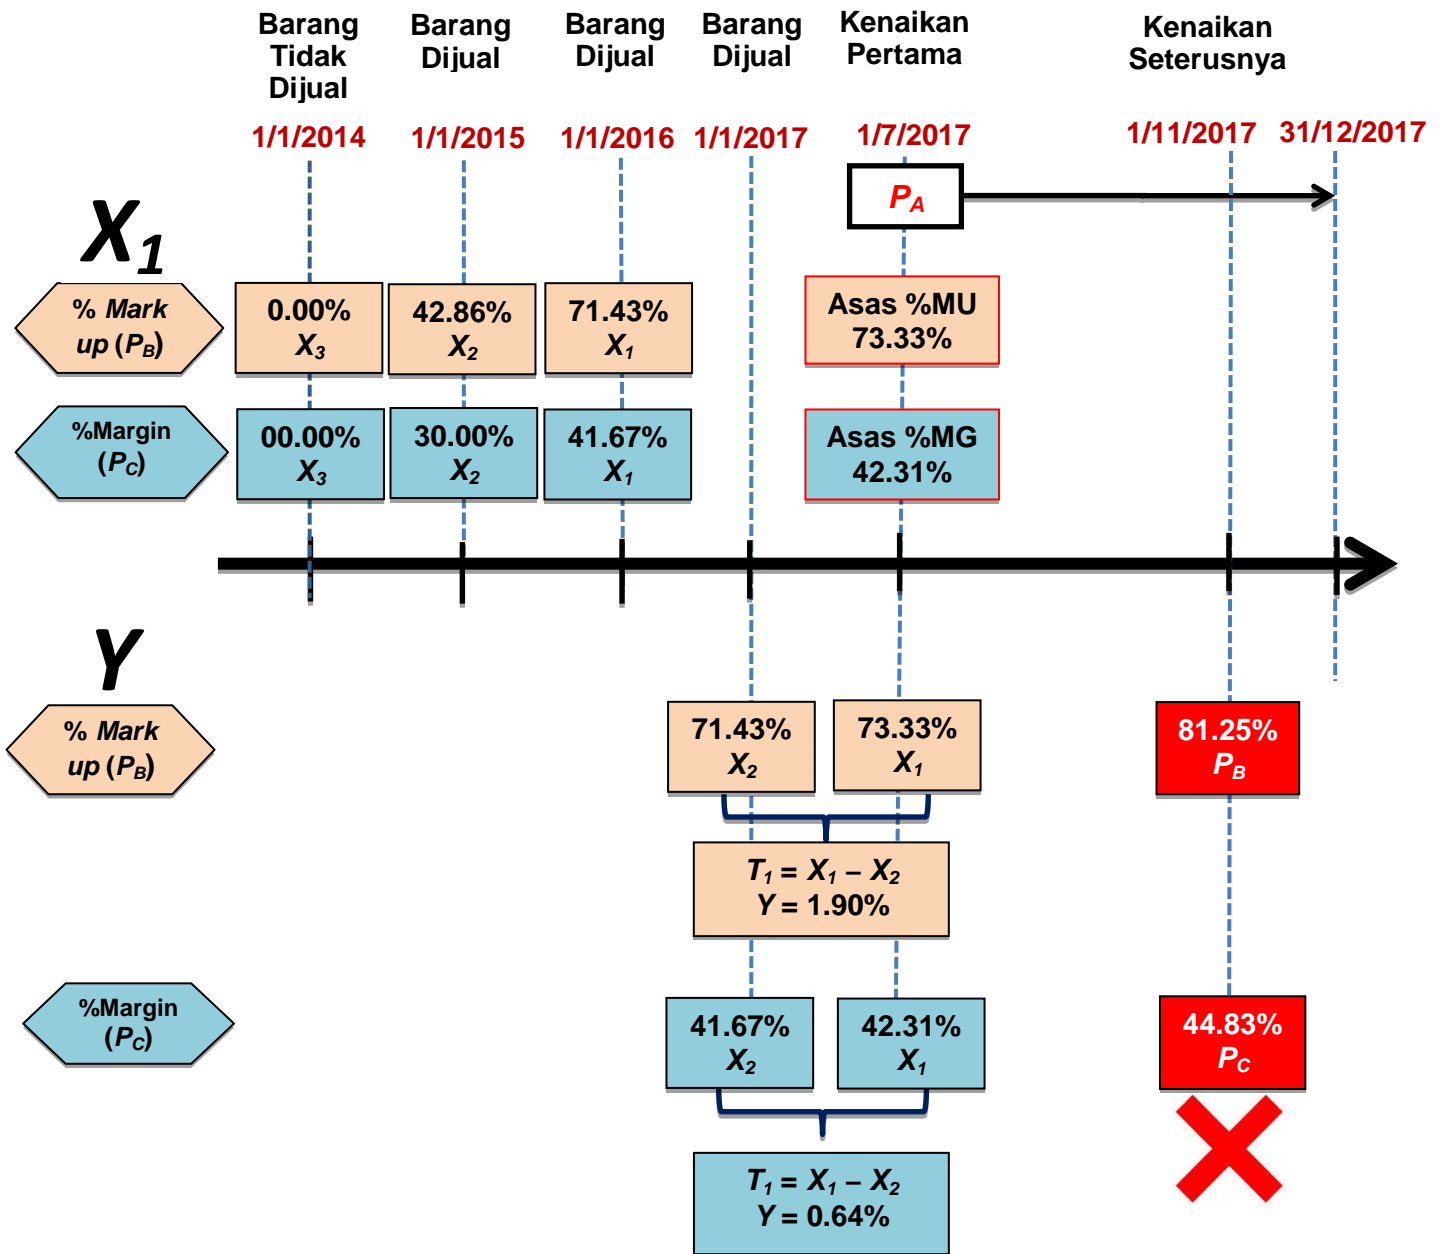 Barang
Tidak
Dijual
Barang
Dijual
Barang
Dijual
Barang
Dijual
Kenaikan
Pertama
Kenaikan
Seterusnya
1/1/2014
1/1/2015
1/1/2016
1/1/2017
1/7/2017
1/11/2017
31/12/2017
PA
X1
% Mark
up (PB)
0.00%
X3
42.86%
X2
71.43%
X1
Asas %MU
73.33%
%Margin
(PC)
00.00%
X3
30.00%
X2
41.67%
X1
Asas %MG
42.31%
Y
% Mark
up (PB)
71.43%
X2
73.33%
X1
81.25%
PB
T1 = X1 – X2
Y = 1.90%
%Margin
(PC)
41.67%
X2
42.31%
X1
44.83%
PC
T1 = X1 – X2
Y = 0.64%